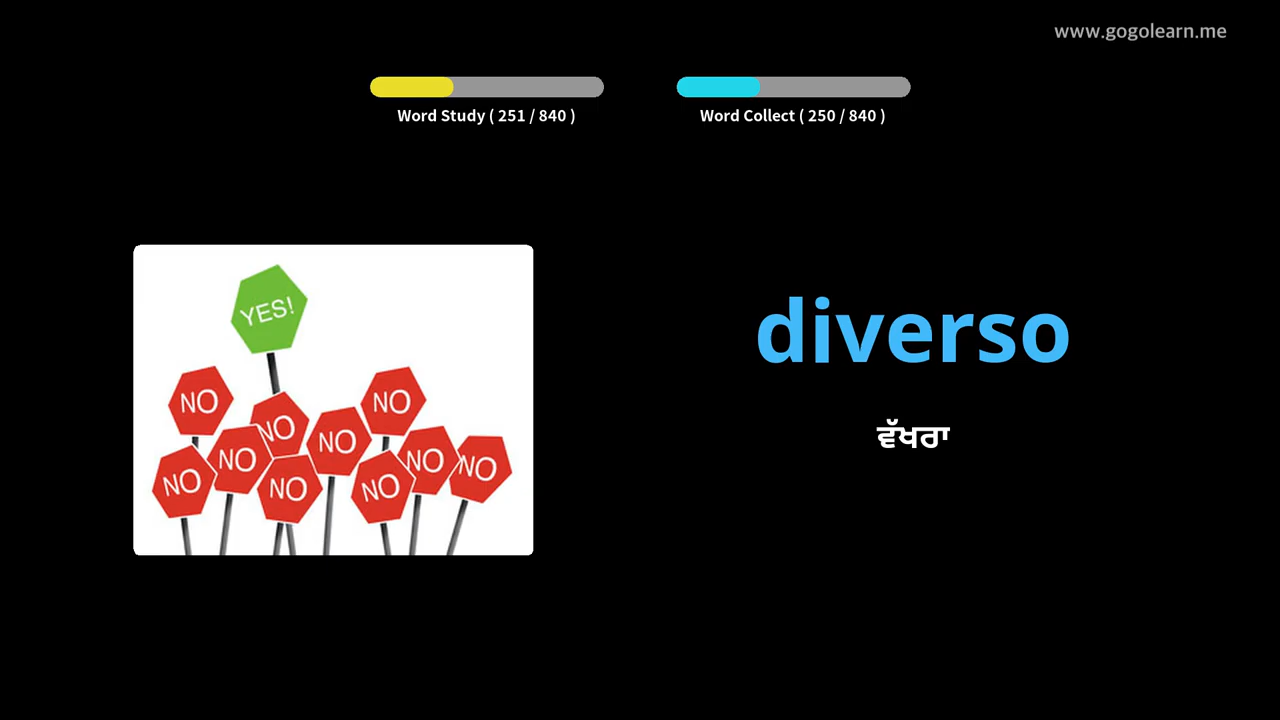 www.gogolearn.me
Word Study ( 251 / 840 )
Word Collect ( 250 / 840 )
YES!
NO
NO
NO
NO
NO
NO
NO
NO
NO
NO
diverso
ਵੱਖਰਾ